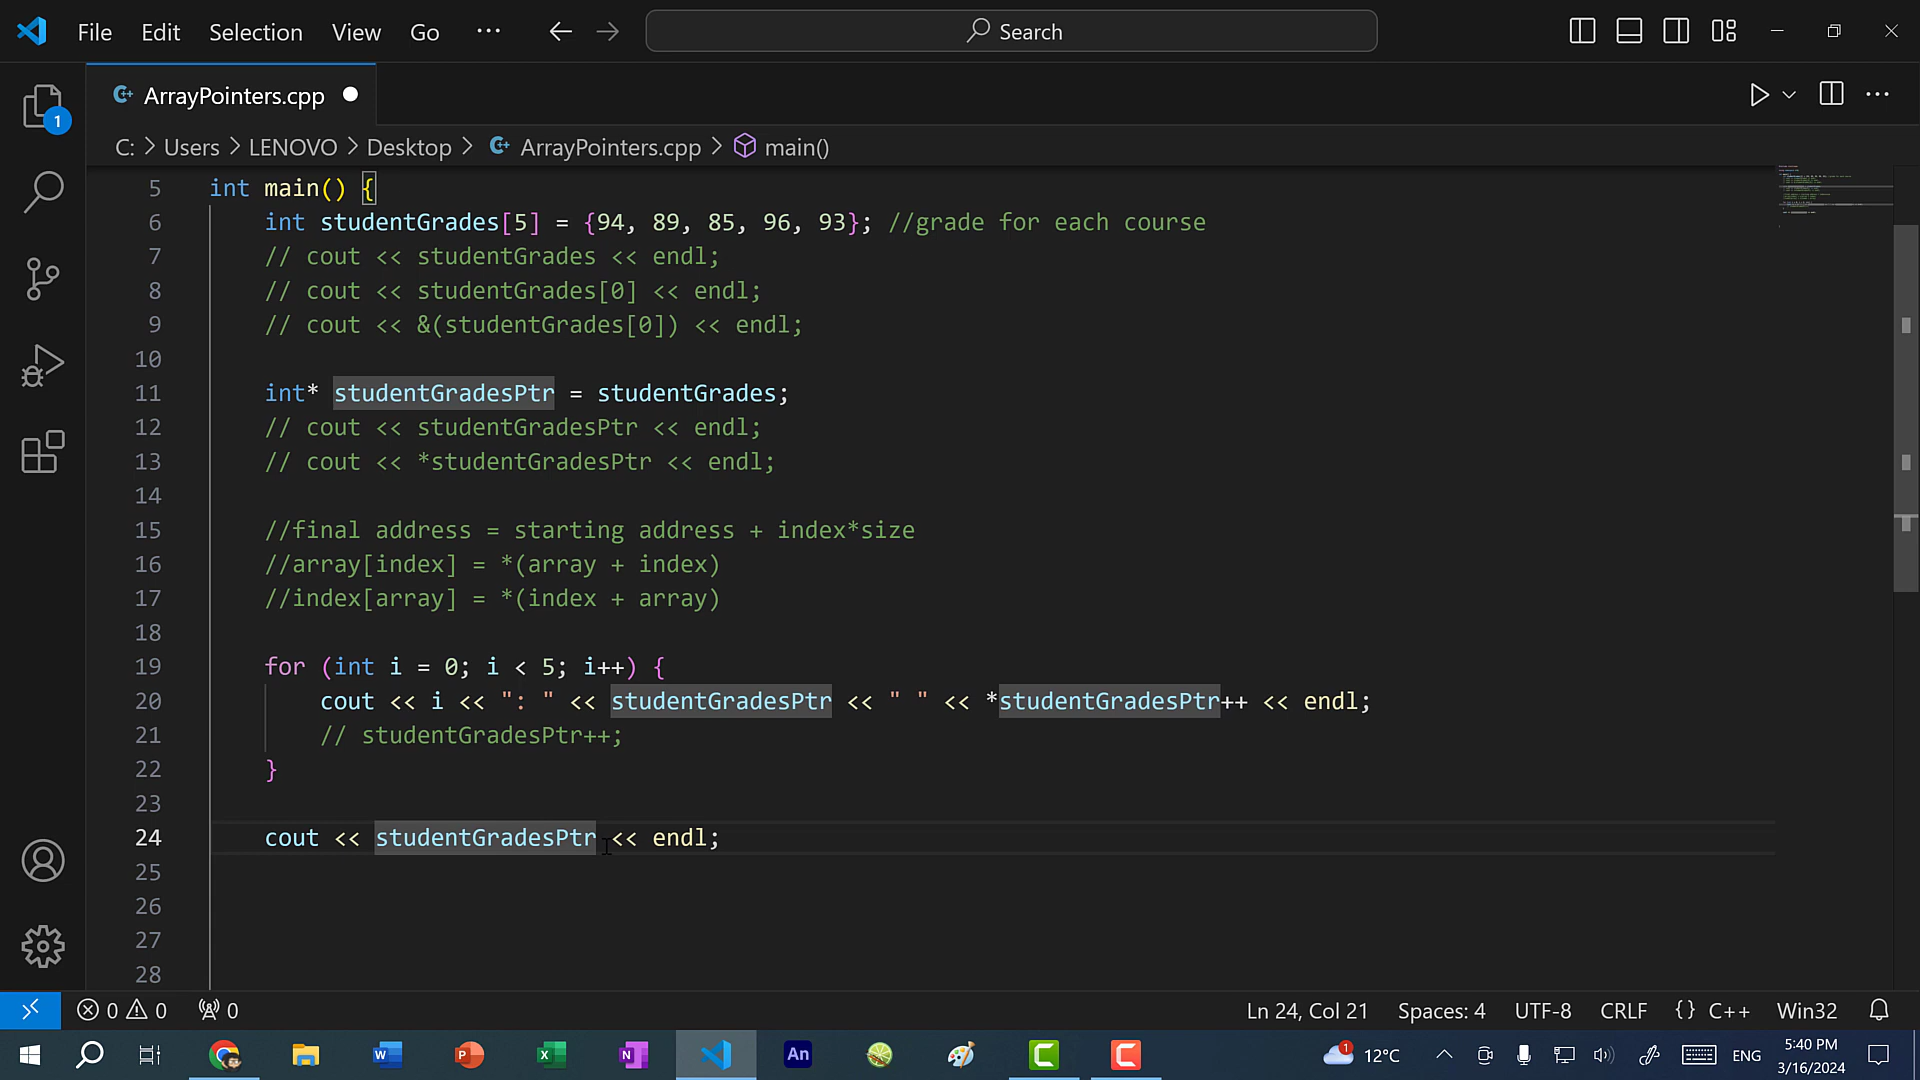 File Edit Selection View Go ··· Search
ArrayPointers.cpp
1
C: > Users > LENOVO > Desktop > ArrayPointers.cpp > main()
5 int main() {
6 int studentGrades[5] = {94, 89, 85, 96, 93}; //grade for each course
7 // cout << studentGrades << endl;
8 // cout << studentGrades[0] << endl;
9 // cout << &(studentGrades[0]) << endl;
10
11 int* studentGradesPtr = studentGrades;
12 // cout << studentGradesPtr << endl;
13 // cout << *studentGradesPtr << endl;
14
15 //final address = starting address + index*size
16 //array[index] = *(array + index)
17 //index[array] = *(index + array)
18
19 for (int i = 0; i < 5; i++) {
20 cout << i << ": " << studentGradesPtr << " " << *studentGradesPtr++ << endl;
21 // studentGradesPtr++;
22 }
23
24 cout << studentGradesPtr << endl;
25
26
27
28
0 0 0 Ln 24, Col 21 Spaces: 4 UTF-8 CRLF {} C++ Win32
W P X N An 1 12°C ENG 5:40 PM
3/16/2024